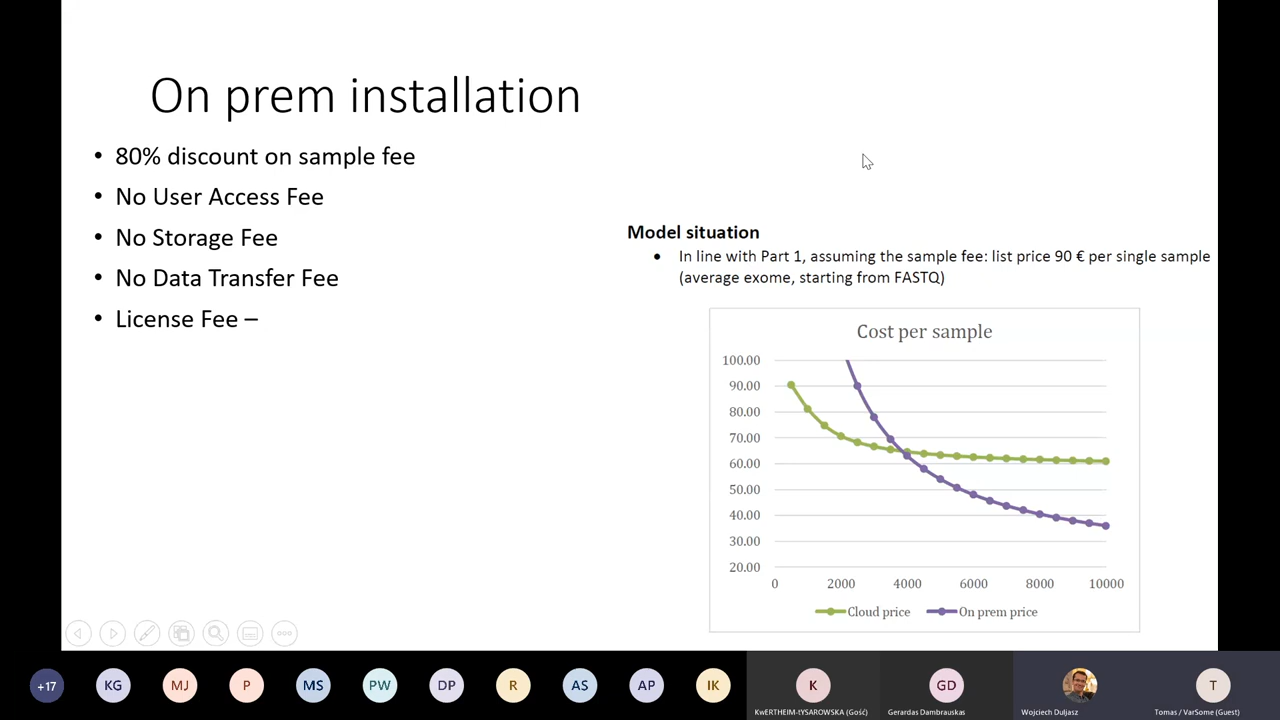 On prem installation
• 80% discount on sample fee
• No User Access Fee
• No Storage Fee
• No Data Transfer Fee
• License Fee –
Model situation
• In line with Part 1, assuming the sample fee: list price 90 € per single sample
(average exome, starting from FASTQ)
Cost per sample
100.00
90.00
80.00
70.00
60.00
50.00
40.00
30.00
20.00
0 2000 4000 6000 8000 10000
Cloud price On prem price
+17 KG MJ P MS PW DP R AS AP IK K GD T
KwERTHEIM-tYSAROWSKA (Gość) Gerardas Dambrauskas Wojciech Duljasz Tomas / VarSome (Guest)